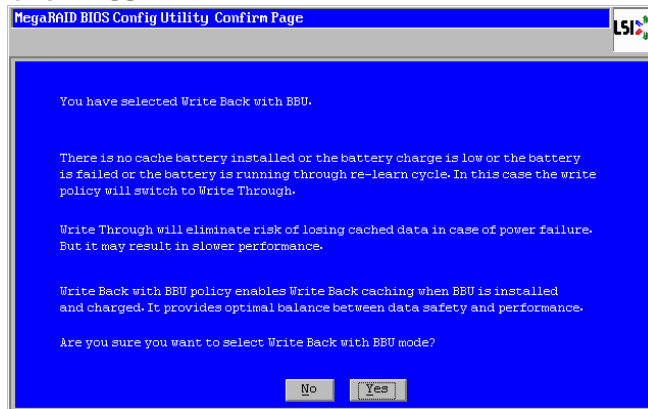 MegaRAID BIOS Config Utility Confirm Page
LSI
You have selected Write Back with BBU.
There is no cache battery installed or the battery charge is low or the battery
is failed or the battery is running through re-learn cycle. In this case the write
policy will switch to Write Through.
Write Through will eliminate risk of losing cached data in case of power failure.
But it may result in slower performance.
Write Back with BBU policy enables Write Back caching when BBU is installed
and charged. It provides optimal balance between data safety and performance.
Are you sure you want to select Write Back with BBU mode?
No Yes